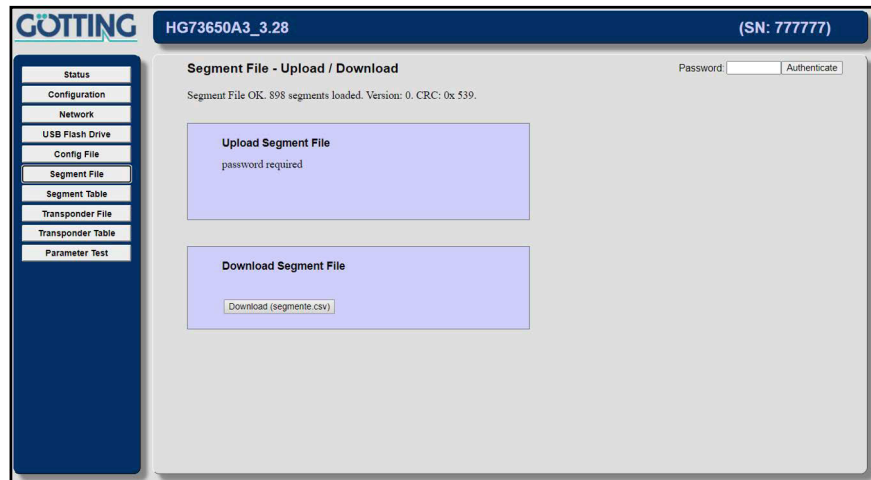 GÖTTING
HG73650A3_3.28
(SN: 777777)
Status
Configuration
Network
USB Flash Drive
Config File
Segment File
Segment Table
Transponder File
Transponder Table
Parameter Test
Segment File - Upload / Download
Password:
Authenticate
Segment File OK. 898 segments loaded. Version: 0. CRC: 0x 539.
Upload Segment File
password required
Download Segment File
Download (segmente.csv)